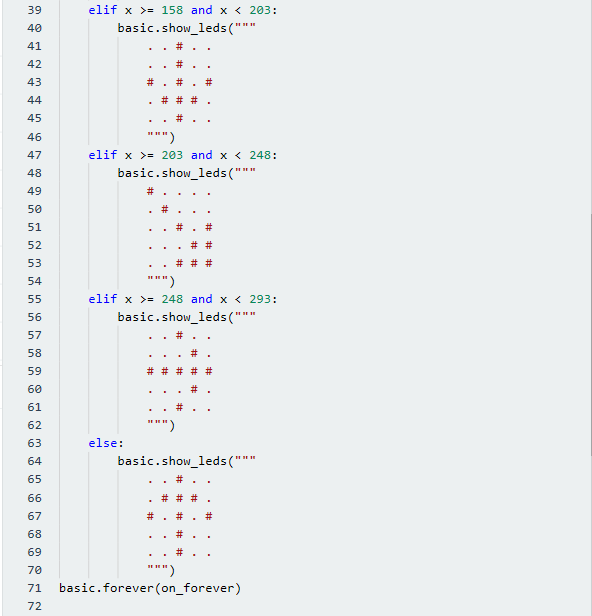 39 elif x >= 158 and x < 203:
40 basic.show_leds("""
41 . . # . .
42 . . # . .
43 # . # . #
44 . # # # .
45 . . # . .
46 """)
47 elif x >= 203 and x < 248:
48 basic.show_leds("""
49 # . . . .
50 . # . . .
51 . . # . #
52 . . . # #
53 . . # # #
54 """)
55 elif x >= 248 and x < 293:
56 basic.show_leds("""
57 . . # . .
58 . . . # .
59 # # # # #
60 . . . # .
61 . . # . .
62 """)
63 else:
64 basic.show_leds("""
65 . . # . .
66 . # # # .
67 # . # . #
68 . . # . .
69 . . # . .
70 """)
71 basic.forever(on_forever)
72